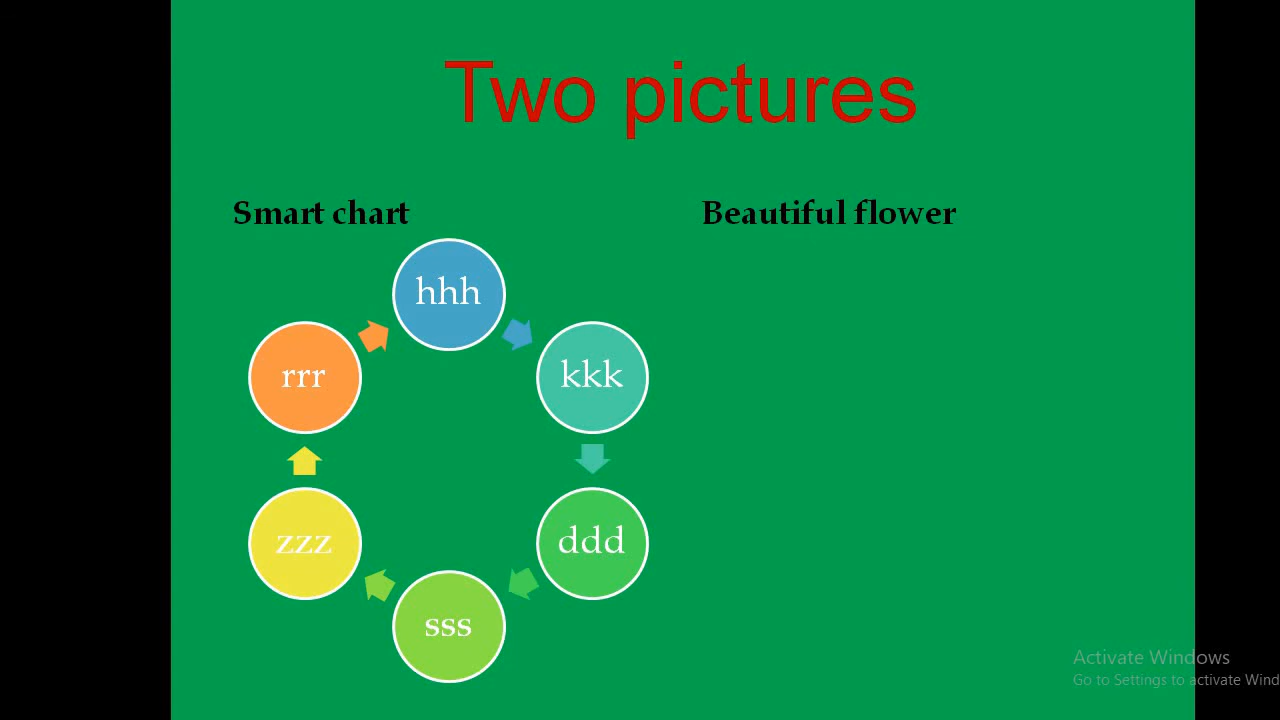 Two pictures
Smart chart
Beautiful flower
hhh
kkk
ddd
sss
zzz
rrr
Activate Windows
Go to Settings to activate Wind